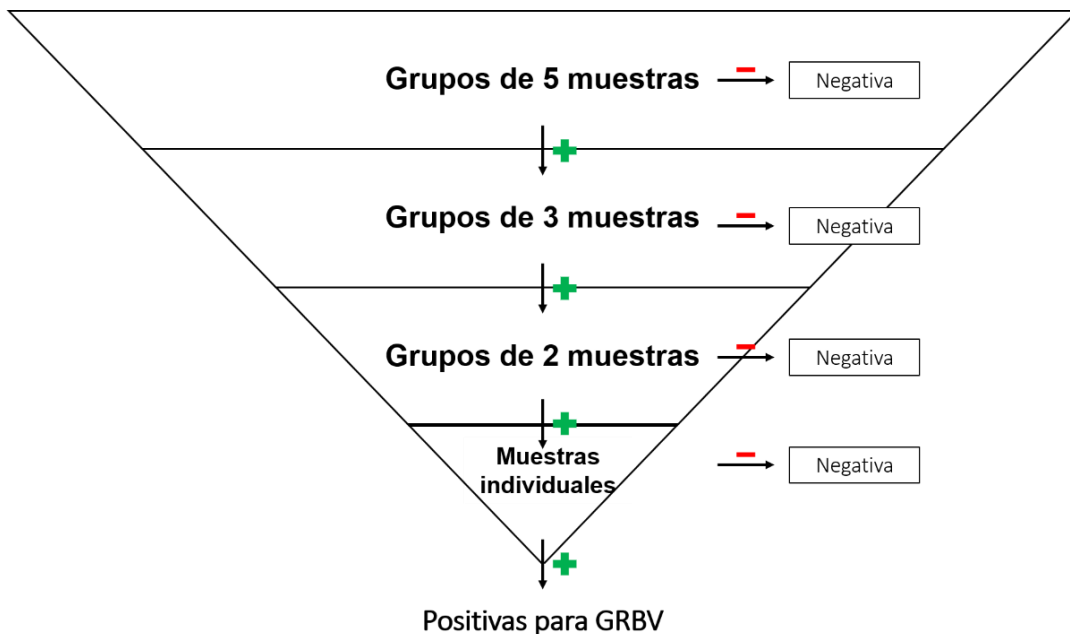 Grupos de 5 muestras
Negativa
Grupos de 3 muestras
Negativa
Grupos de 2 muestras
Negativa
Muestras
individuales
Negativa
Positivas para GRBV